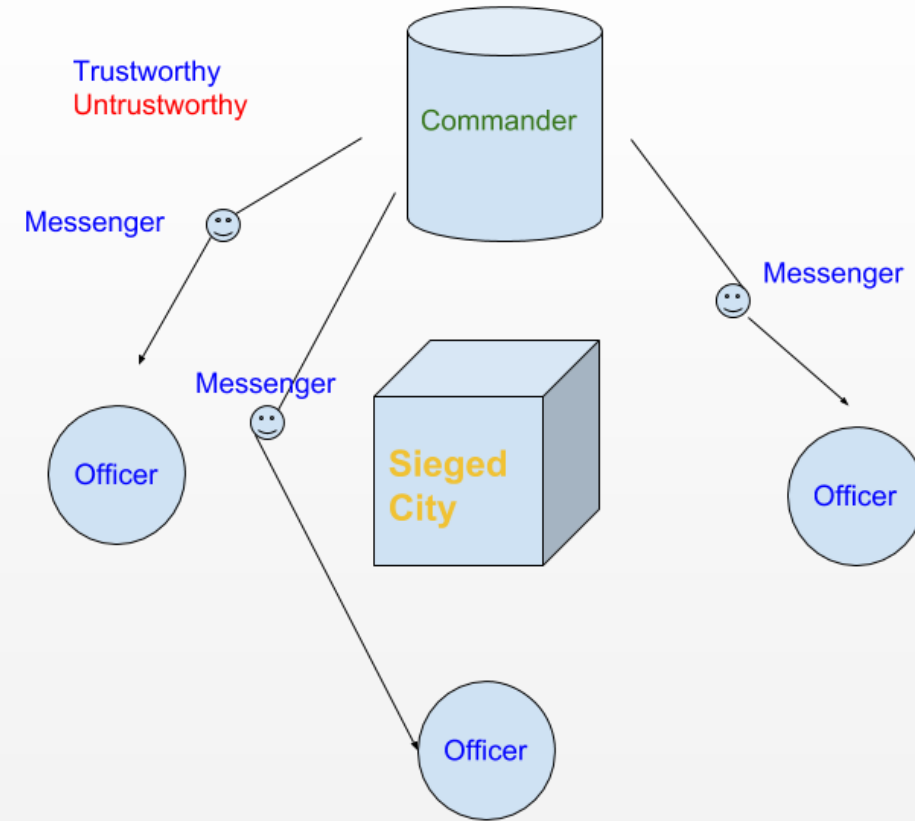 Trustworthy
Untrustworthy
Commander
Messenger
Messenger
Messenger
Officer
Sieged
City
Officer
Officer